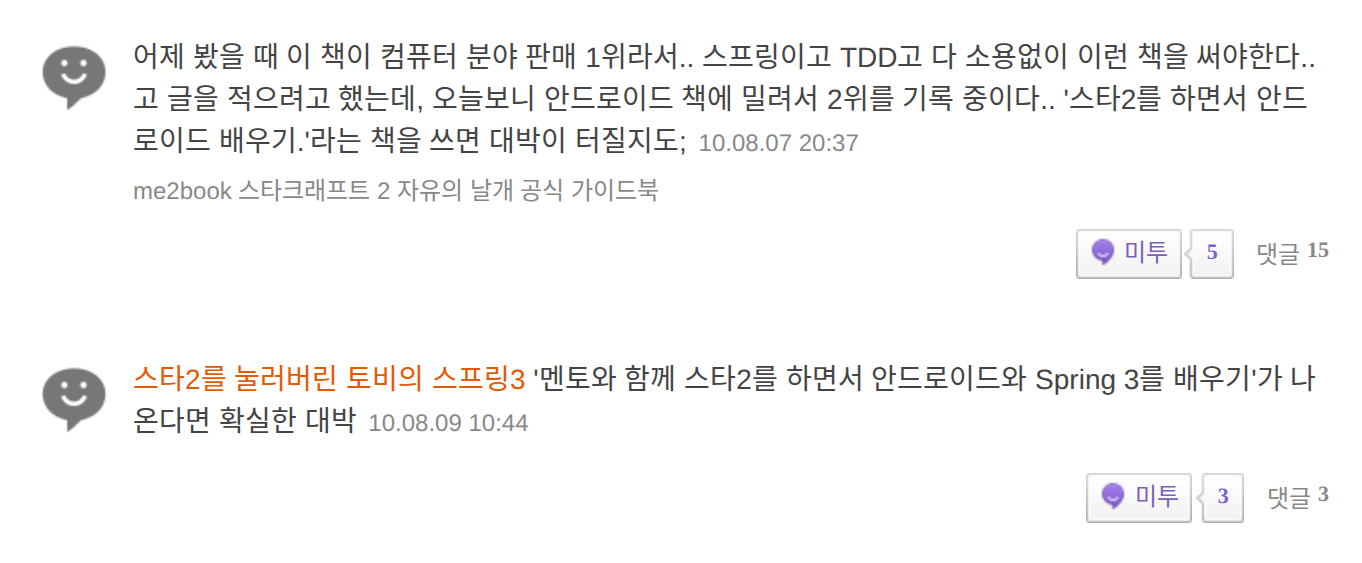 어제 봤을 때 이 책이 컴퓨터 분야 판매 1위라서.. 스프링이고 TDD고 다 소용없이 이런 책을 써야한다..
고 글을 적으려고 했는데, 오늘보니 안드로이드 책에 밀려서 2위를 기록 중이다.. '스타2를 하면서 안드
로이드 배우기.'라는 책을 쓰면 대박이 터질지도; 10.08.07 20:37
me2book 스타크래프트 2 자유의 날개 공식 가이드북
미투 5 댓글 15
스타2를 눌러버린 토비의 스프링3 '멘토와 함께 스타2를 하면서 안드로이드와 Spring 3를 배우기'가 나
온다면 확실한 대박 10.08.09 10:44
미투 3 댓글 3